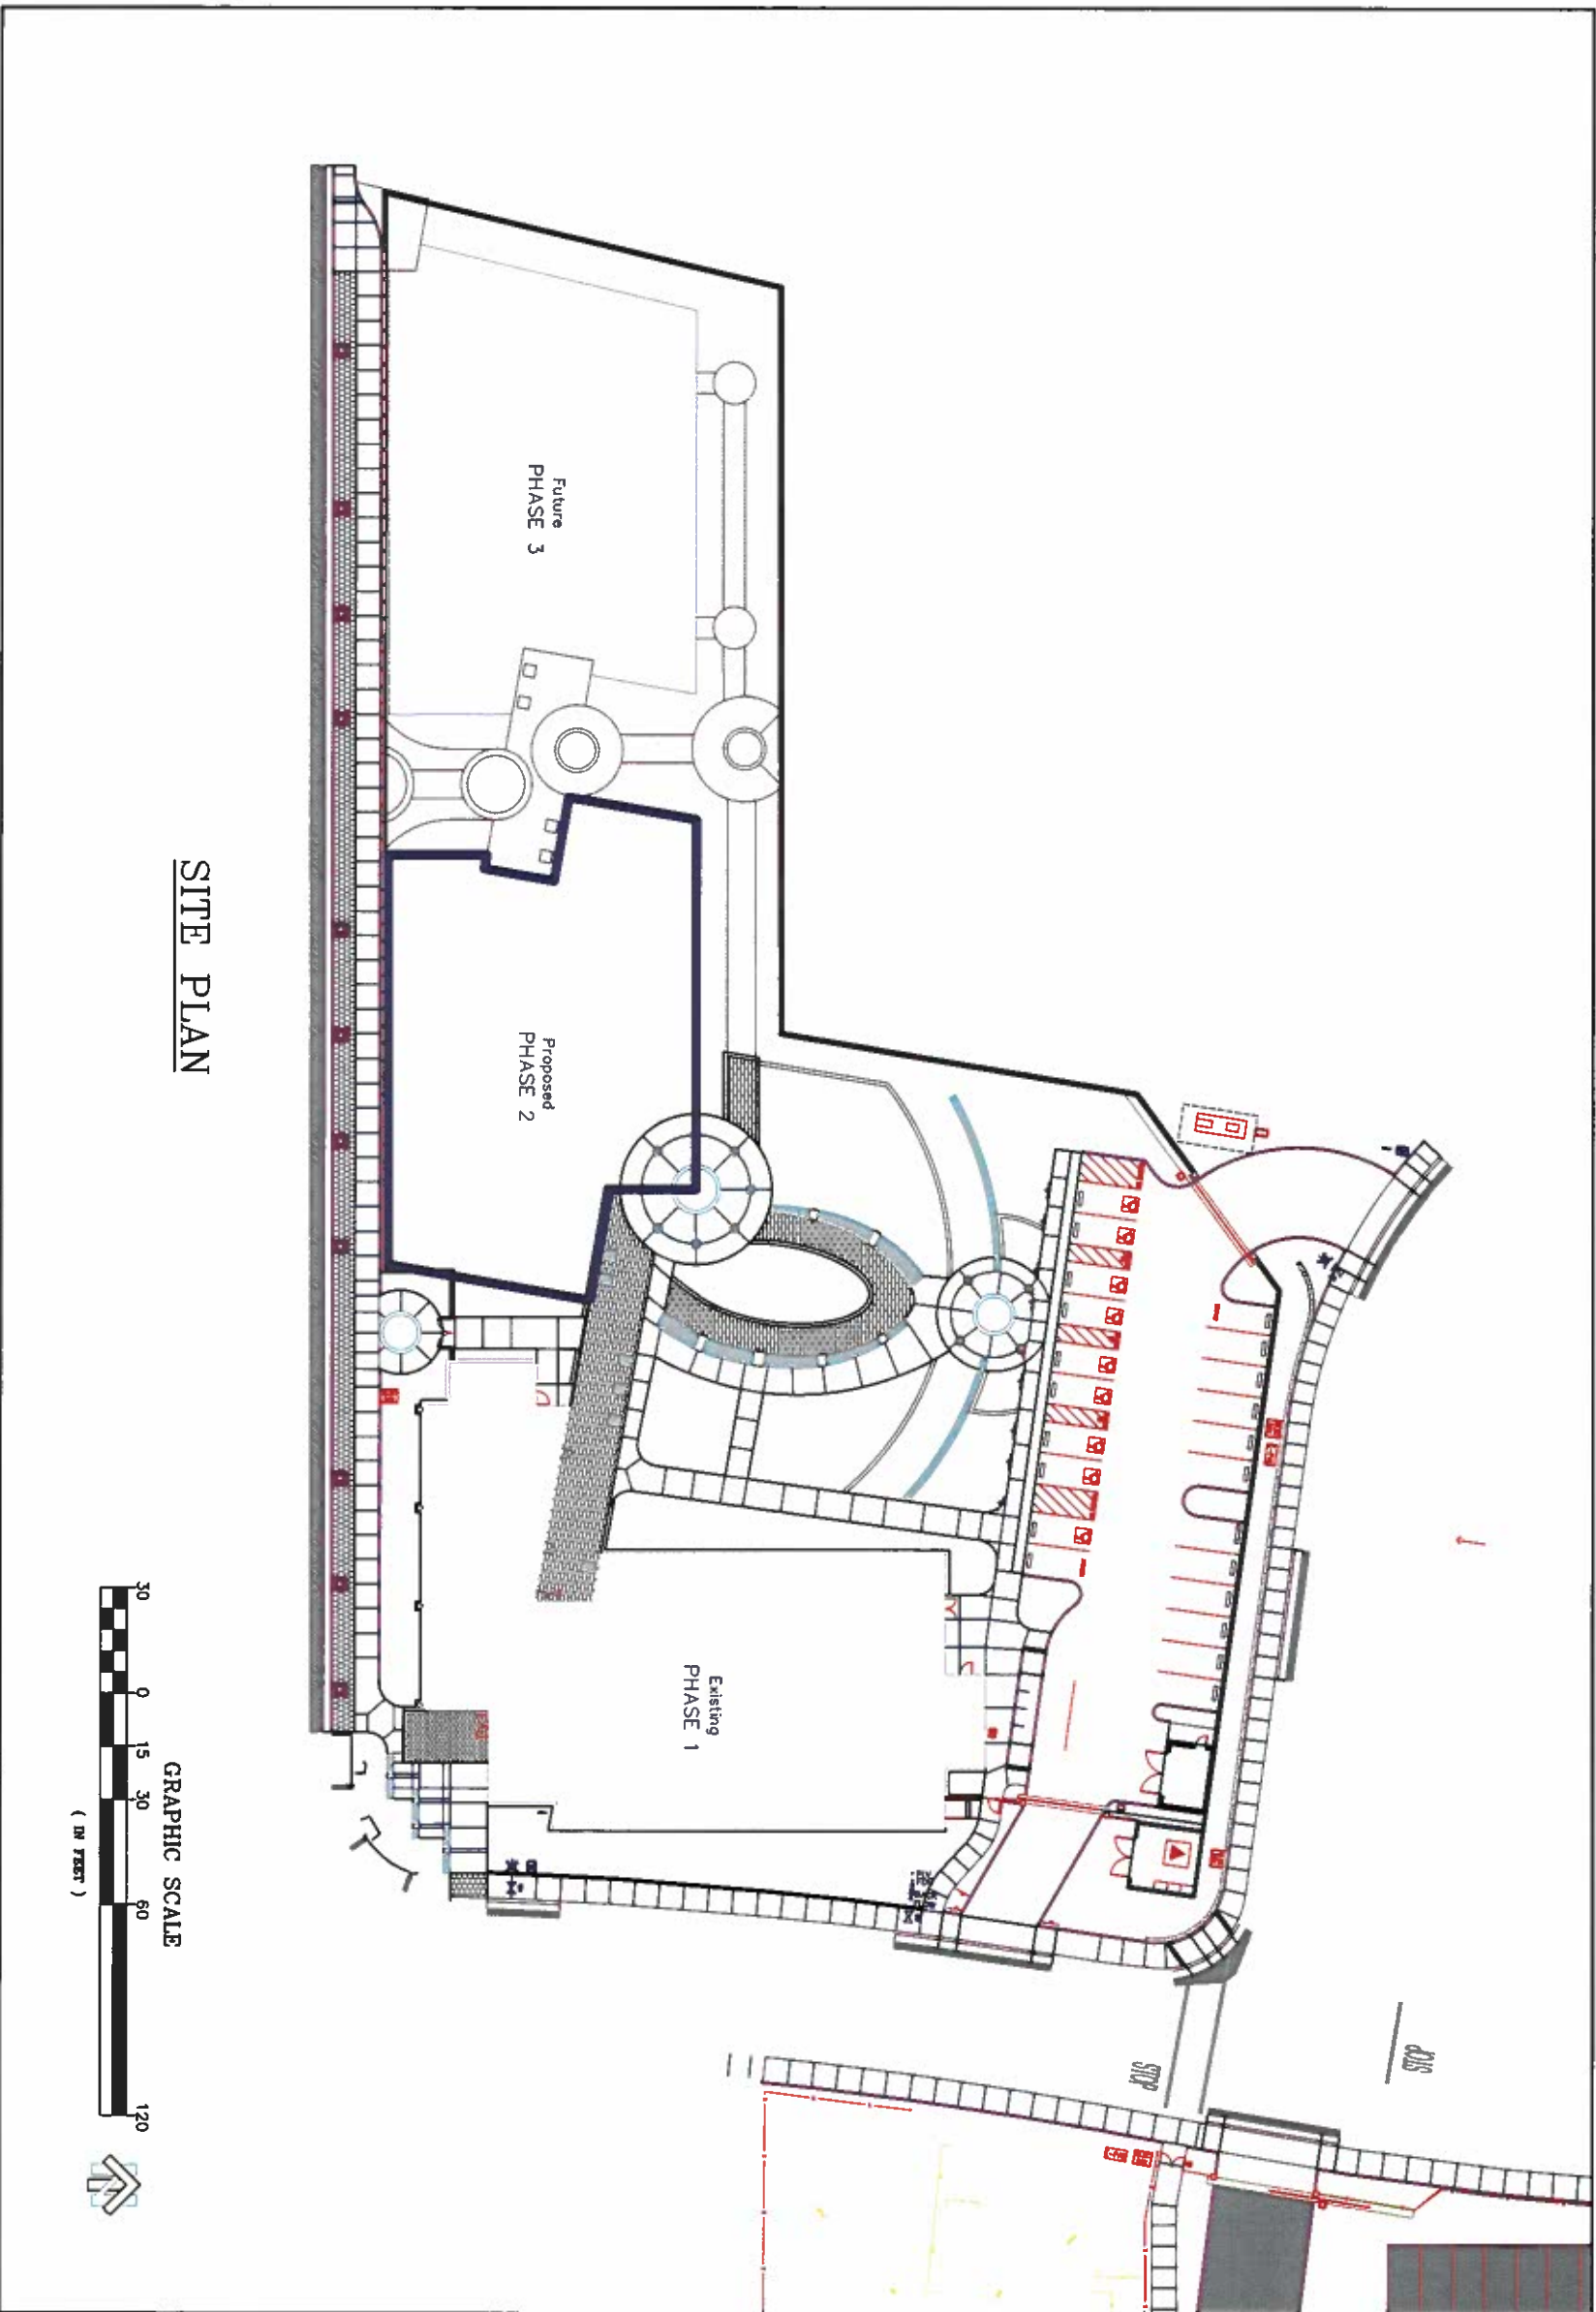 Future
PHASE 3
Proposed
PHASE 2
Existing
PHASE 1
STOP
STOP
SITE PLAN
GRAPHIC SCALE
30 0 15 30 60 120
( IN FEET )